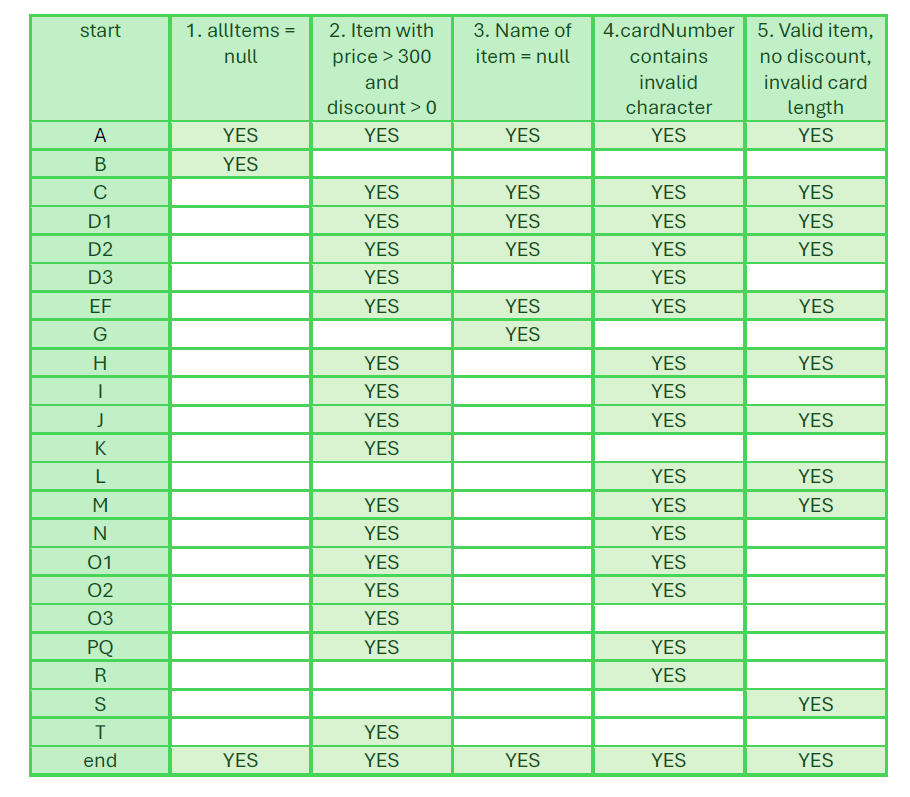 start 1. allItems = null 2. Item with price > 300 and discount > 0 3. Name of item = null 4.cardNumber contains invalid character 5. Valid item, no discount, invalid card length
A YES YES YES YES YES
B YES
C YES YES YES YES
D1 YES YES YES YES
D2 YES YES YES YES
D3 YES YES
EF YES YES YES YES
G YES
H YES YES YES
I YES YES
J YES YES YES
K YES
L YES YES
M YES YES YES
N YES YES
O1 YES YES
O2 YES YES
O3 YES
PQ YES YES
R YES
S YES
T YES
end YES YES YES YES YES